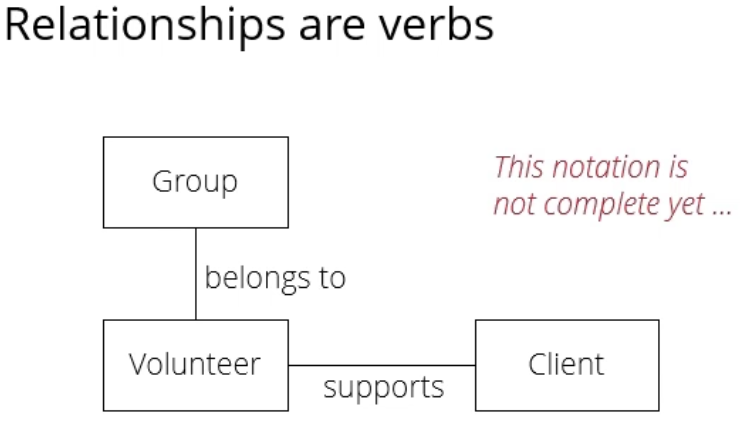 Relationships are verbs
Group
This notation is
not complete yet ...
belongs to
Volunteer
supports
Client